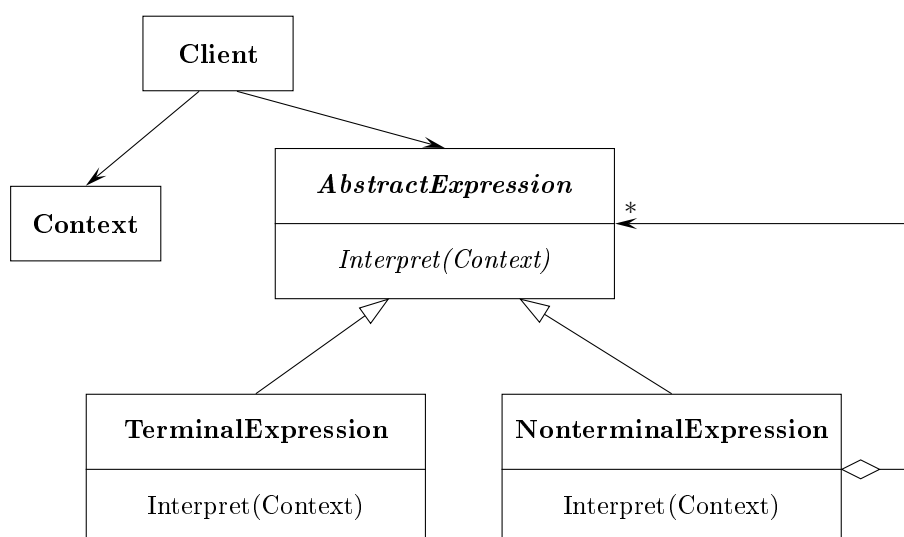 Client
AbstractExpression
*
Context
Interpret(Context)
TerminalExpression
NonterminalExpression
Interpret(Context)
Interpret(Context)